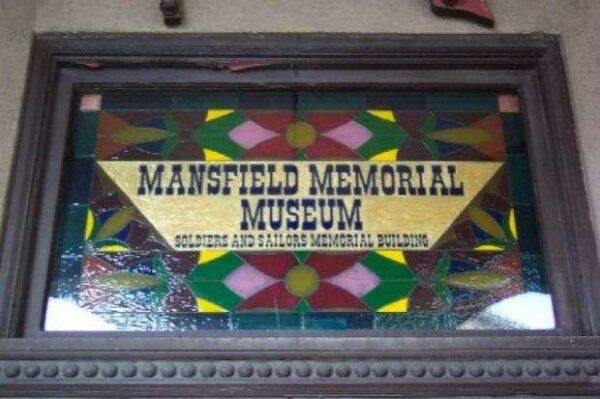 MANSFIELD MEMORIAL
MUSEUM
SOLDIERS AND SAILORS MEMORIAL BUILDING